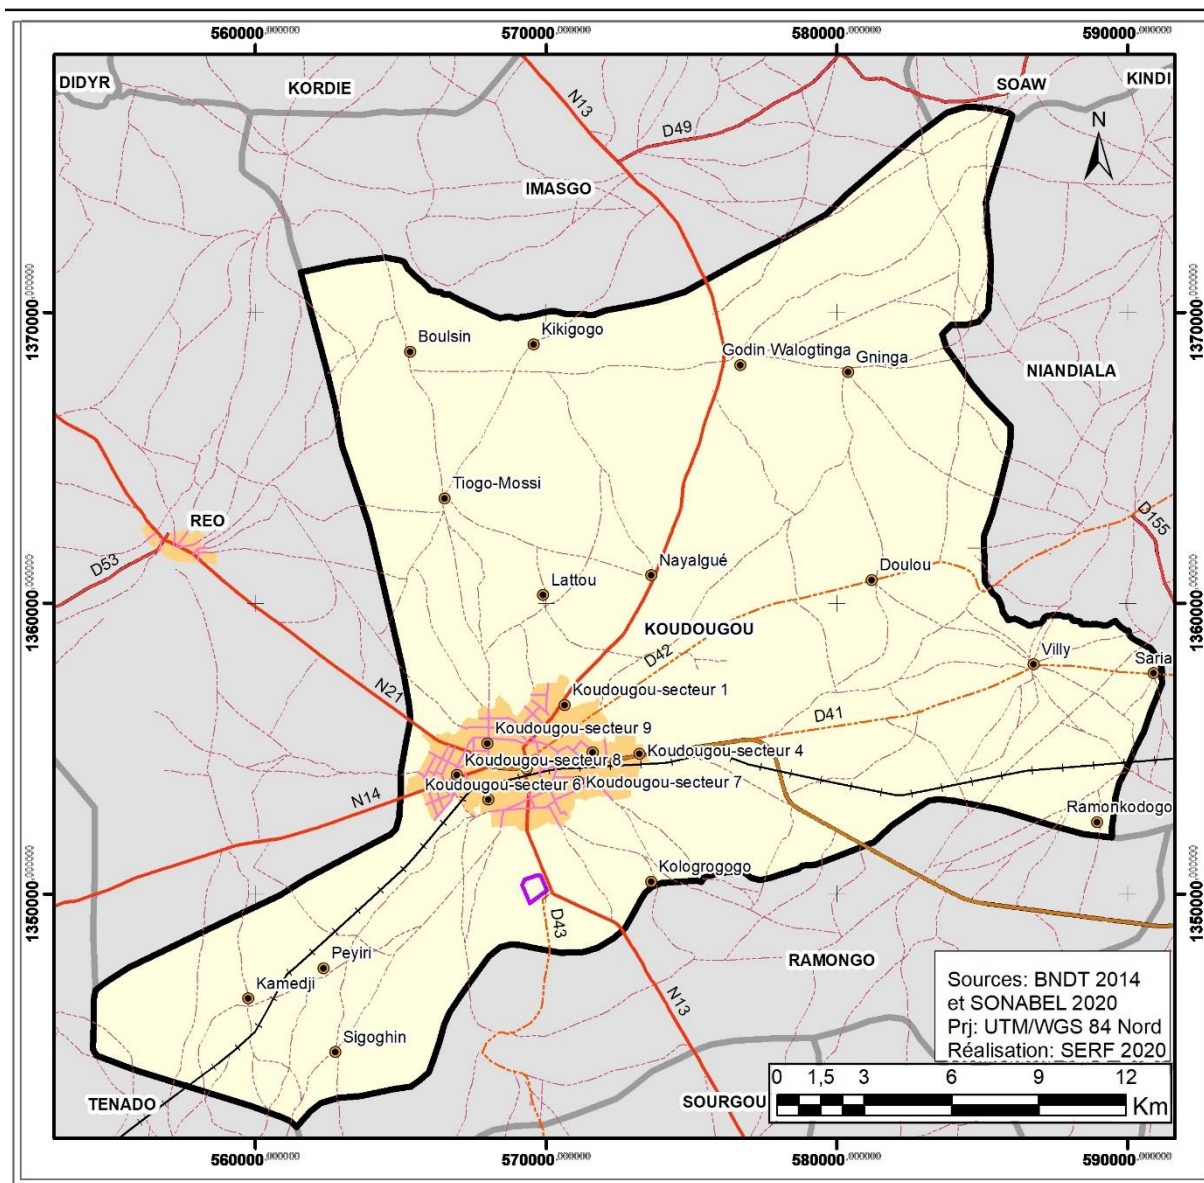 560000.000000
570000.000000
580000.000000
590000.000000
DIDYR
KORDIE
SOAW
KINDI
N13
D49
N
IMASGO
1370000.000000
1370000.000000
Boulsin
Kikigogo
Godin Walogtinga
Gninga
NIANDIALA
Tiogo-Mossi
REO
D155
D53
Nayalgué
Doulou
Lattou
1360000.000000
1360000.000000
KOUDOUGOU
D42
Villy
Saria
N21
Koudougou-secteur 1
D41
Koudougou-secteur 9
Koudougou-secteur 4
Koudougou-secteur 8
Koudougou-secteur 6
Koudougou-secteur 7
N14
Ramonkodogo
Kologrogogo
1350000.000000
1350000.000000
D43
RAMONGO
Peyiri
Kamedji
N13
Sigoghin
Sources: BNDT 2014
et SONABEL 2020
Prj: UTM/WGS 84 Nord
Réalisation: SERF 2020
0 1,5 3 6 9 12
Km
TENADO
SOURGOU
560000.000000
570000.000000
580000.000000
590000.000000